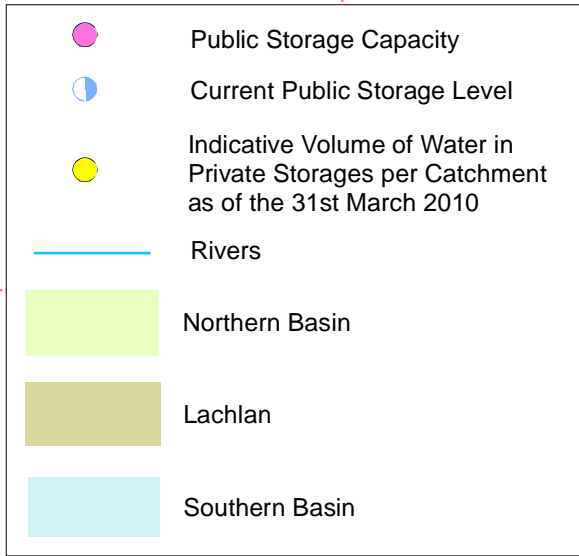 Public Storage Capacity
Current Public Storage Level
Indicative Volume of Water in
Private Storages per Catchment
as of the 31st March 2010
Rivers
Northern Basin
Lachlan
Southern Basin